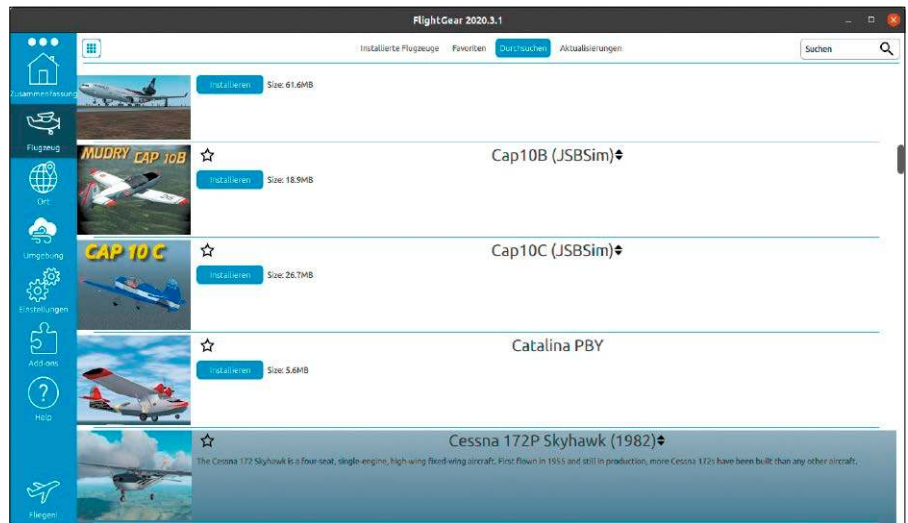 FlightGear 2020.3.1
Installierte Flugzeuge Favoriten Durchsuchen Aktualisierungen
Suchen
Zusammenfassung
Flugzeug
Ort
Umgebung
Einstellungen
Add-ons
Help
Fliegen!
Installieren Size: 61.6MB
MUDRY CAP 10B
Cap10B (JSBSim)
Installieren Size: 18.9MB
CAP 10 C
Cap10C (JSBSim)
Installieren Size: 26.7MB
Catalina PBY
Installieren Size: 5.6MB
Cessna 172P Skyhawk (1982)
The Cessna 172 Skyhawk is a four-seat, single-engine, high-wing fixed-wing aircraft. First flown in 1955 and still in production, more Cessna 172s have been built than any other aircraft.